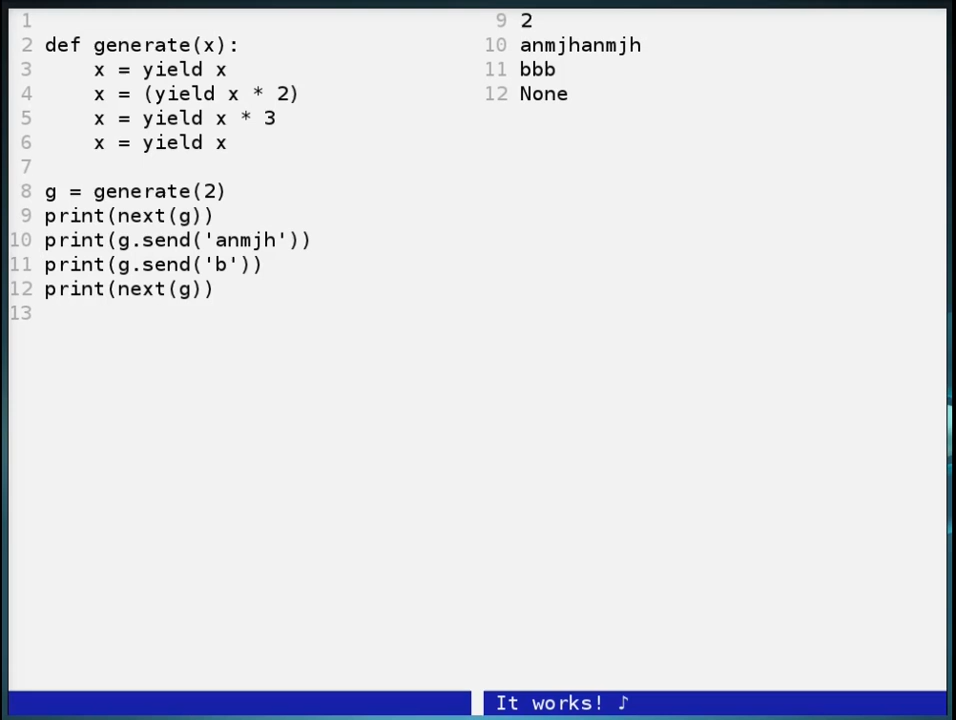 1
2 def generate(x):
3     x = yield x
4     x = (yield x * 2)
5     x = yield x * 3
6     x = yield x
7
8 g = generate(2)
9 print(next(g))
10 print(g.send('anmjh'))
11 print(g.send('b'))
12 print(next(g))
13
9 2
10 anmjhanmjh
11 bbb
12 None
It works! ♪